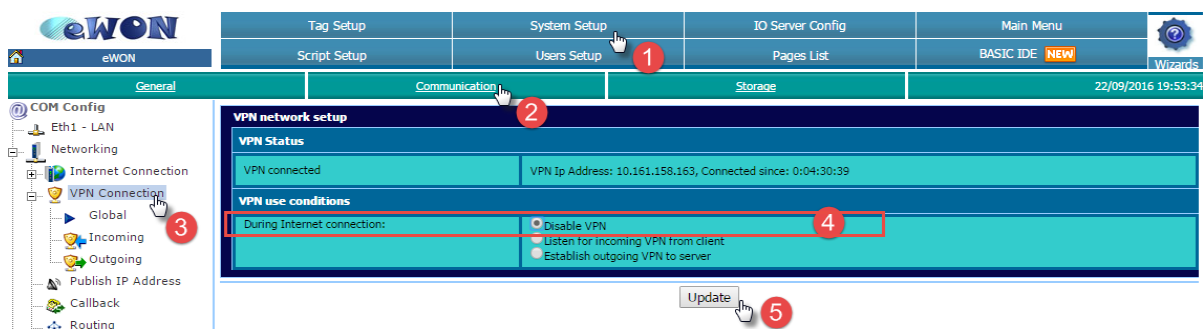 eWON
Tag Setup
System Setup
IO Server Config
Main Menu
eWON
Script Setup
Users Setup
1
Pages List
BASIC IDE NEW
Wizards
General
Communication
2
Storage
22/09/2016 19:53:34
COM Config
Eth1 - LAN
Networking
Internet Connection
VPN Connection
3
Global
Incoming
Outgoing
Publish IP Address
Callback
Routing
VPN network setup
VPN Status
VPN connected
VPN Ip Address: 10.161.158.163, Connected since: 0:04:30:39
VPN use conditions
During Internet connection:
Disable VPN
4
Listen for incoming VPN from client
Establish outgoing VPN to server
Update
5